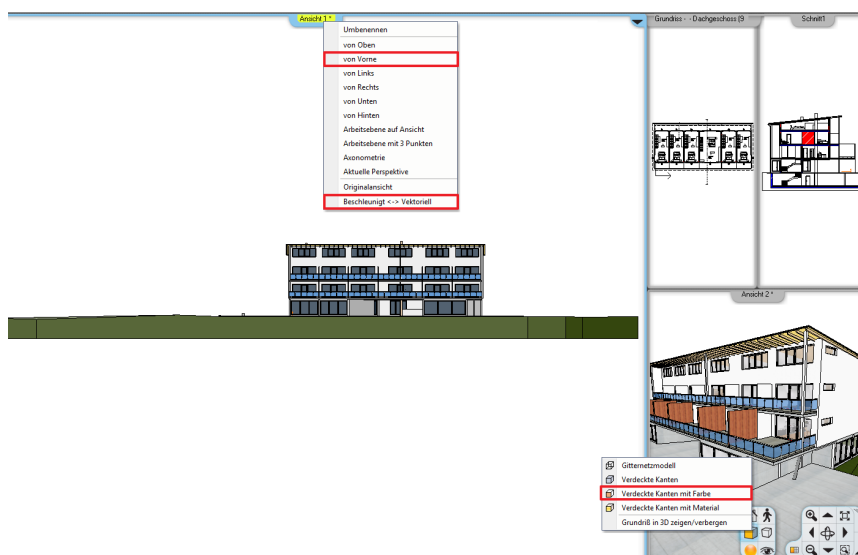 Ansicht 1 *
Grundriss - - Dachgeschoss (9
Schnitt1
Umbenennen
von Oben
von Vorne
von Links
von Rechts
von Unten
von Hinten
Arbeitsebene auf Ansicht
Arbeitsebene mit 3 Punkten
Axonometrie
Aktuelle Perspektive
Originalansicht
Beschleunigt <-> Vektoriell
Ansicht 2 *
Gitternetzmodell
Verdeckte Kanten
Verdeckte Kanten mit Farbe
Verdeckte Kanten mit Material
Grundriß in 3D zeigen/verbergen